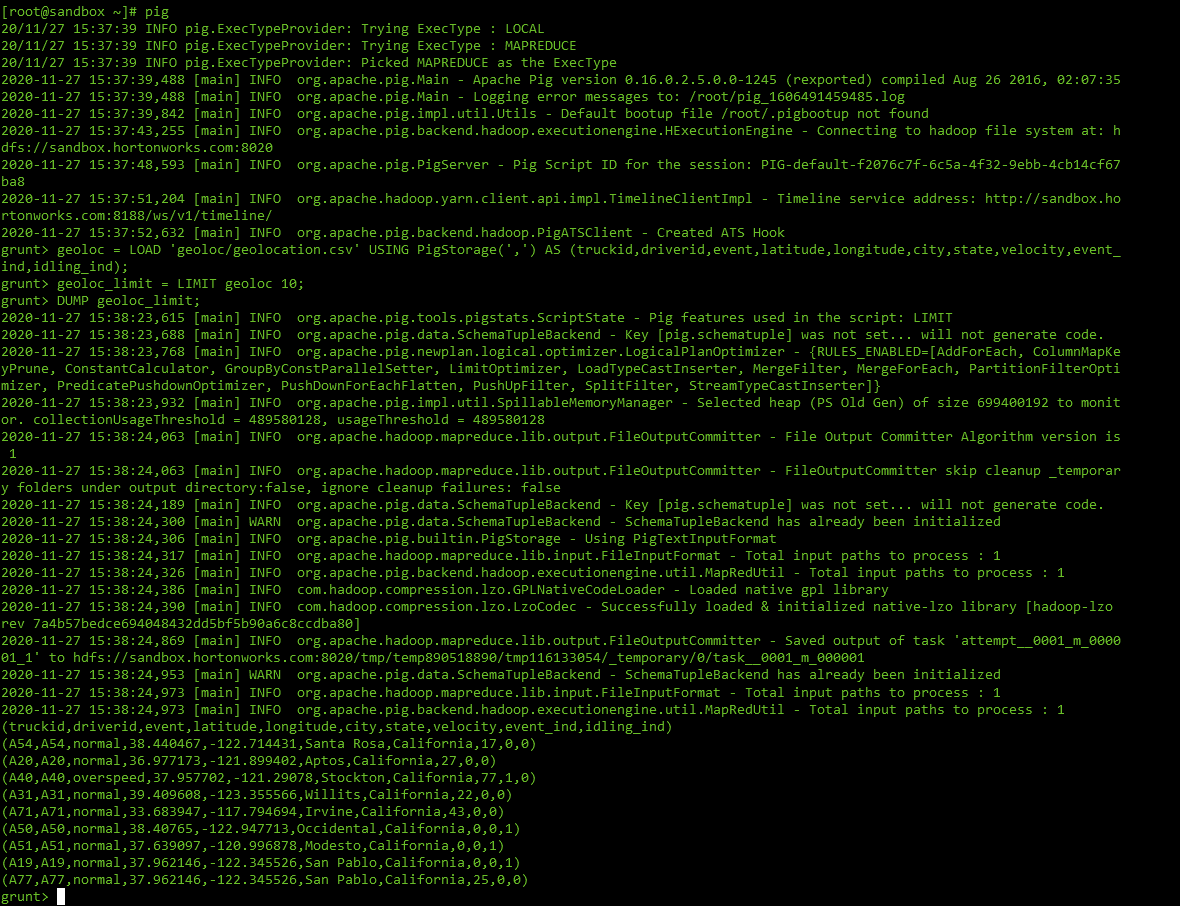 [root@sandbox ~]# pig
20/11/27 15:37:39 INFO pig.ExecTypeProvider: Trying ExecType : LOCAL
20/11/27 15:37:39 INFO pig.ExecTypeProvider: Trying ExecType : MAPREDUCE
20/11/27 15:37:39 INFO pig.ExecTypeProvider: Picked MAPREDUCE as the ExecType
2020-11-27 15:37:39,488 [main] INFO  org.apache.pig.Main - Apache Pig version 0.16.0.2.5.0.0-1245 (rexported) compiled Aug 26 2016, 02:07:35
2020-11-27 15:37:39,488 [main] INFO  org.apache.pig.Main - Logging error messages to: /root/pig_1606491459485.log
2020-11-27 15:37:39,842 [main] INFO  org.apache.pig.impl.util.Utils - Default bootup file /root/.pigbootup not found
2020-11-27 15:37:43,255 [main] INFO  org.apache.pig.backend.hadoop.executionengine.HExecutionEngine - Connecting to hadoop file system at: h
dfs://sandbox.hortonworks.com:8020
2020-11-27 15:37:48,593 [main] INFO  org.apache.pig.PigServer - Pig Script ID for the session: PIG-default-f2076c7f-6c5a-4f32-9ebb-4cb14cf67
ba8
2020-11-27 15:37:51,204 [main] INFO  org.apache.hadoop.yarn.client.api.impl.TimelineClientImpl - Timeline service address: http://sandbox.ho
rtonworks.com:8188/ws/v1/timeline/
2020-11-27 15:37:52,632 [main] INFO  org.apache.pig.backend.hadoop.PigATSClient - Created ATS Hook
grunt> geoloc = LOAD 'geoloc/geolocation.csv' USING PigStorage(',') AS (truckid,driverid,event,latitude,longitude,city,state,velocity,event_
ind,idling_ind);
grunt> geoloc_limit = LIMIT geoloc 10;
grunt> DUMP geoloc_limit;
2020-11-27 15:38:23,615 [main] INFO  org.apache.pig.tools.pigstats.ScriptState - Pig features used in the script: LIMIT
2020-11-27 15:38:23,688 [main] INFO  org.apache.pig.data.SchemaTupleBackend - Key [pig.schematuple] was not set... will not generate code.
2020-11-27 15:38:23,768 [main] INFO  org.apache.pig.newplan.logical.optimizer.LogicalPlanOptimizer - {RULES_ENABLED=[AddForEach, ColumnMapKe
yPrune, ConstantCalculator, GroupByConstParallelSetter, LimitOptimizer, LoadTypeCastInserter, MergeFilter, MergeForEach, PartitionFilterOpti
mizer, PredicatePushdownOptimizer, PushDownForEachFlatten, PushUpFilter, SplitFilter, StreamTypeCastInserter]}
2020-11-27 15:38:23,932 [main] INFO  org.apache.pig.impl.util.SpillableMemoryManager - Selected heap (PS Old Gen) of size 699400192 to monit
or. collectionUsageThreshold = 489580128, usageThreshold = 489580128
2020-11-27 15:38:24,063 [main] INFO  org.apache.hadoop.mapreduce.lib.output.FileOutputCommitter - File Output Committer Algorithm version is
 1
2020-11-27 15:38:24,063 [main] INFO  org.apache.hadoop.mapreduce.lib.output.FileOutputCommitter - FileOutputCommitter skip cleanup _temporar
y folders under output directory:false, ignore cleanup failures: false
2020-11-27 15:38:24,189 [main] INFO  org.apache.pig.data.SchemaTupleBackend - Key [pig.schematuple] was not set... will not generate code.
2020-11-27 15:38:24,300 [main] WARN  org.apache.pig.data.SchemaTupleBackend - SchemaTupleBackend has already been initialized
2020-11-27 15:38:24,306 [main] INFO  org.apache.pig.builtin.PigStorage - Using PigTextInputFormat
2020-11-27 15:38:24,317 [main] INFO  org.apache.hadoop.mapreduce.lib.input.FileInputFormat - Total input paths to process : 1
2020-11-27 15:38:24,326 [main] INFO  org.apache.pig.backend.hadoop.executionengine.util.MapRedUtil - Total input paths to process : 1
2020-11-27 15:38:24,386 [main] INFO  com.hadoop.compression.lzo.GPLNativeCodeLoader - Loaded native gpl library
2020-11-27 15:38:24,390 [main] INFO  com.hadoop.compression.lzo.LzoCodec - Successfully loaded & initialized native-lzo library [hadoop-lzo
rev 7a4b57bedce694048432dd5bf5b90a6c8ccdba80]
2020-11-27 15:38:24,869 [main] INFO  org.apache.hadoop.mapreduce.lib.output.FileOutputCommitter - Saved output of task 'attempt__0001_m_0000
01_1' to hdfs://sandbox.hortonworks.com:8020/tmp/temp890518890/tmp116133054/_temporary/0/task__0001_m_000001
2020-11-27 15:38:24,953 [main] WARN  org.apache.pig.data.SchemaTupleBackend - SchemaTupleBackend has already been initialized
2020-11-27 15:38:24,973 [main] INFO  org.apache.hadoop.mapreduce.lib.input.FileInputFormat - Total input paths to process : 1
2020-11-27 15:38:24,973 [main] INFO  org.apache.pig.backend.hadoop.executionengine.util.MapRedUtil - Total input paths to process : 1
(truckid,driverid,event,latitude,longitude,city,state,velocity,event_ind,idling_ind)
(A54,A54,normal,38.440467,-122.714431,Santa Rosa,California,17,0,0)
(A20,A20,normal,36.977173,-121.899402,Aptos,California,27,0,0)
(A40,A40,overspeed,37.957702,-121.29078,Stockton,California,77,1,0)
(A31,A31,normal,39.409608,-123.355566,Willits,California,22,0,0)
(A71,A71,normal,33.683947,-117.794694,Irvine,California,43,0,0)
(A50,A50,normal,38.40765,-122.947713,Occidental,California,0,0,1)
(A51,A51,normal,37.639097,-120.996878,Modesto,California,0,0,1)
(A19,A19,normal,37.962146,-122.345526,San Pablo,California,0,0,1)
(A77,A77,normal,37.962146,-122.345526,San Pablo,California,25,0,0)
grunt>